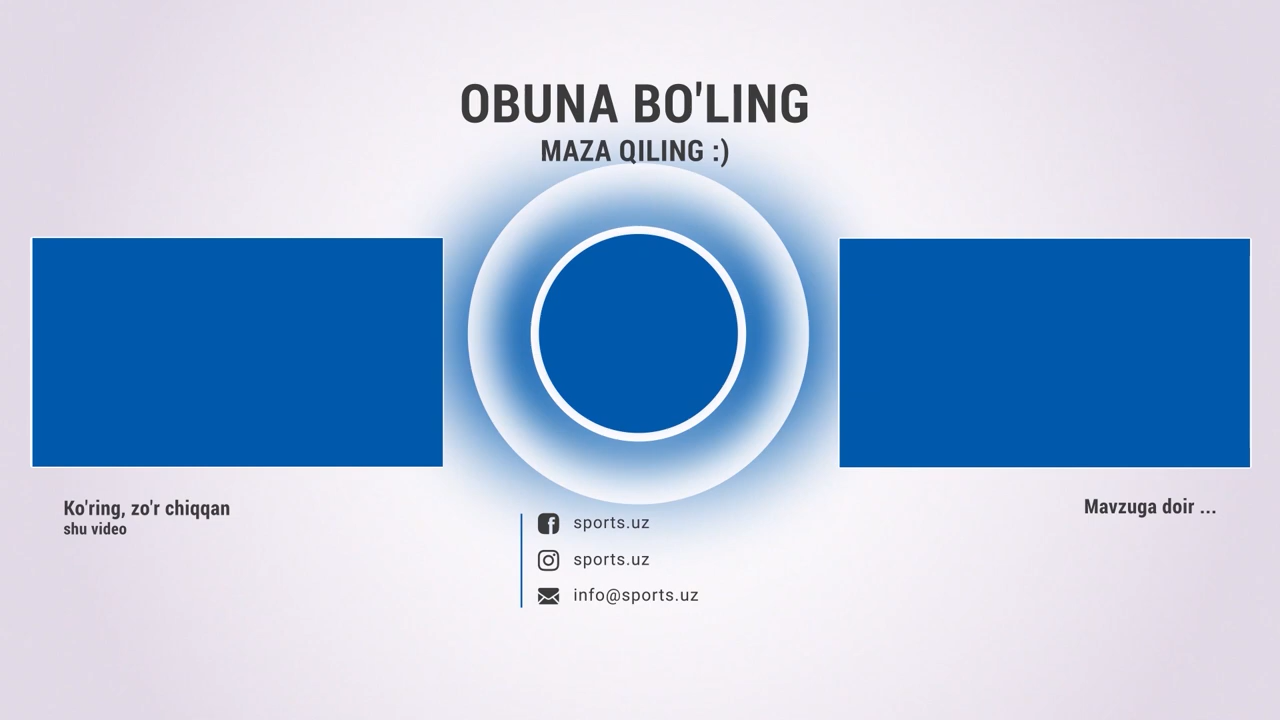 OBUNA BO'LING
MAZA QILING :)
Ko'ring, zo'r chiqqan
shu video
Mavzuga doir ...
sports.uz
sports.uz
info@sports.uz